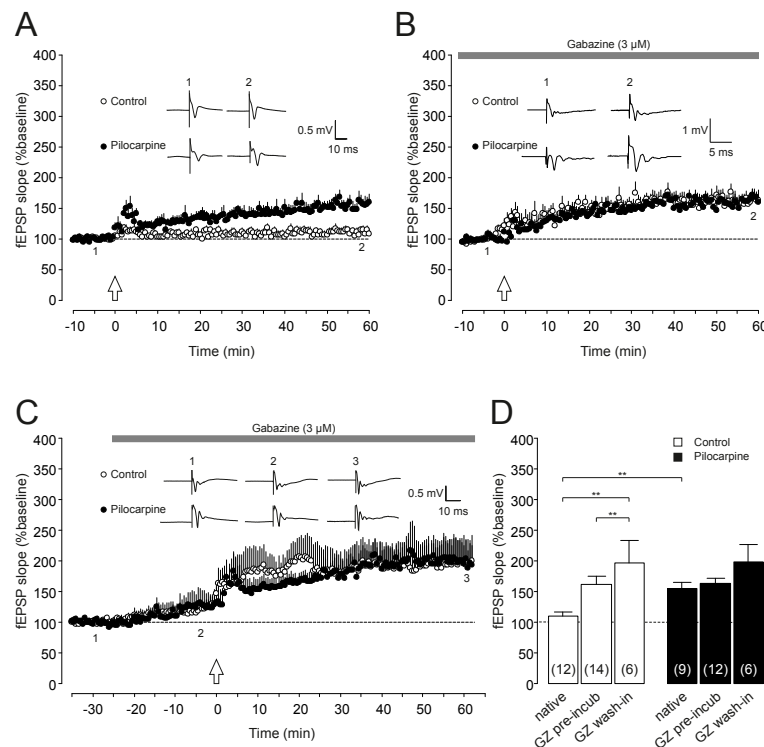 A
fEPSP slope (%baseline)
400
350
300
250
200
150
100
50
0
1 2
Control
Pilocarpine
0.5 mV
10 ms
1
2
-10 0 10 20 30 40 50 60
Time (min)
B
Gabazine (3 µM)
fEPSP slope (%baseline)
400
350
300
250
200
150
100
50
0
1 2
Control
Pilocarpine
1 mV
5 ms
1
2
-10 0 10 20 30 40 50 60
Time (min)
C
Gabazine (3 µM)
fEPSP slope (%baseline)
400
350
300
250
200
150
100
50
0
1 2 3
Control
Pilocarpine
0.5 mV
10 ms
1
2
3
-30 -20 -10 0 10 20 30 40 50 60
Time (min)
D
fEPSP slope (%baseline)
400
350
300
250
200
150
100
50
0
Control
Pilocarpine
**
**
**
(12) (14) (6) (9) (12) (6)
native
GZ pre-incub
GZ wash-in
native
GZ pre-incub
GZ wash-in